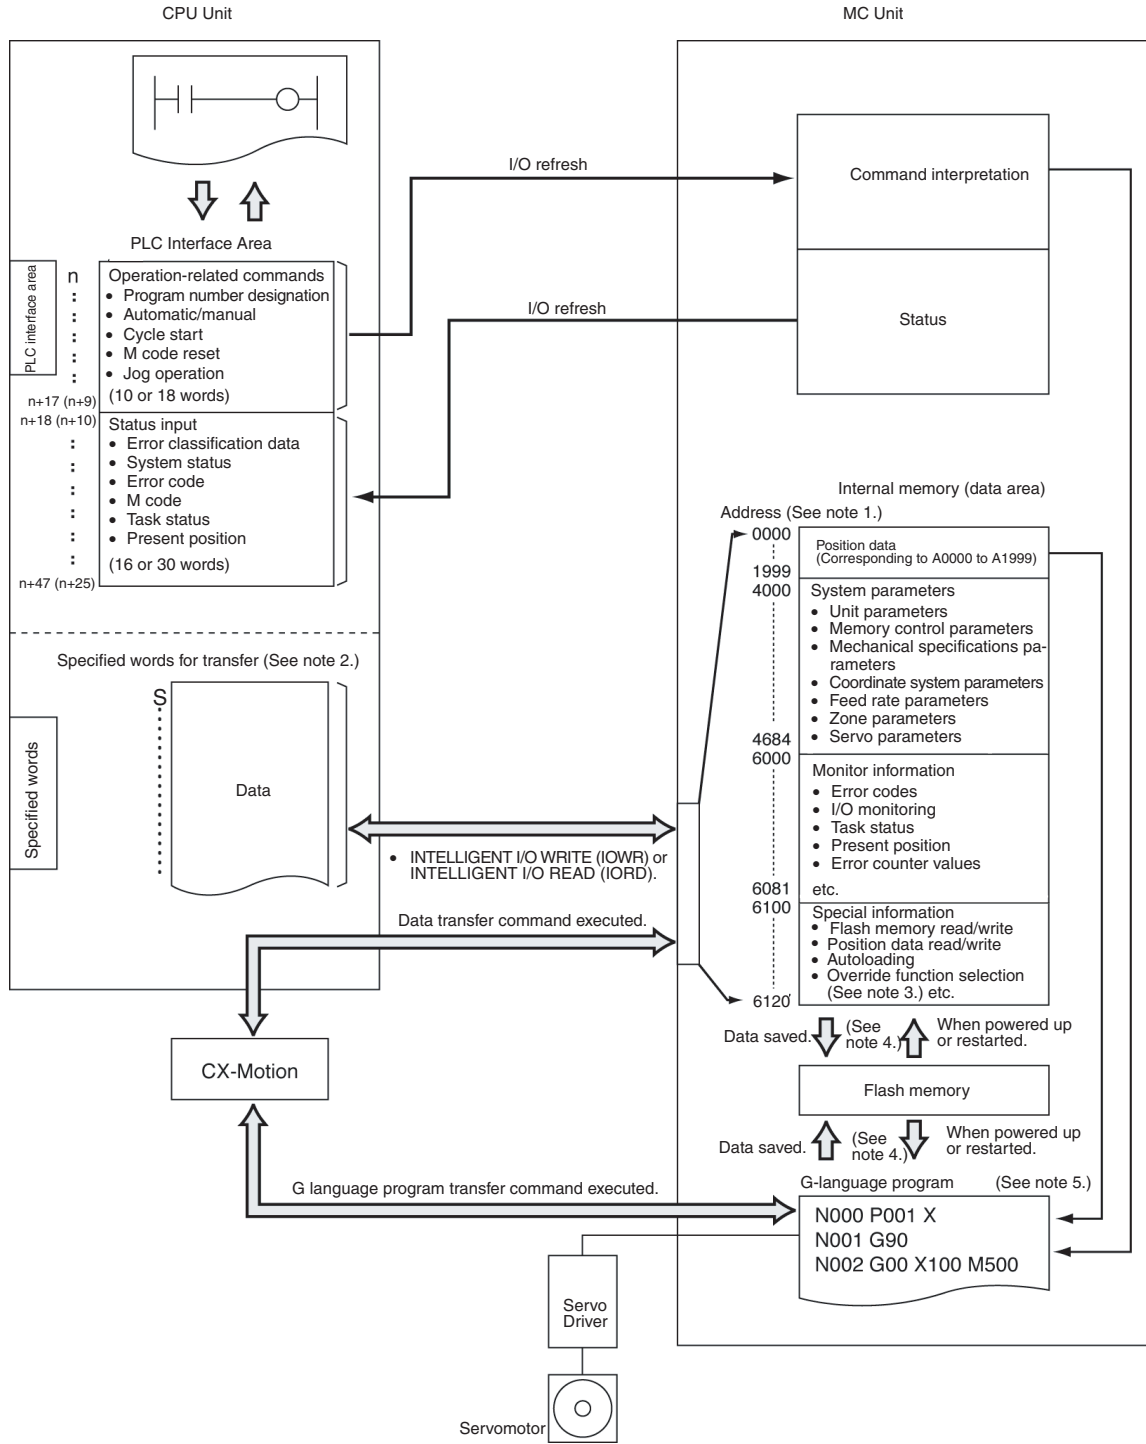 CPU Unit
MC Unit
I/O refresh
Command interpretation
PLC Interface Area
PLC interface area
n
Operation-related commands
• Program number designation
• Automatic/manual
• Cycle start
• M code reset
• Jog operation
(10 or 18 words)
n+17 (n+9)
I/O refresh
Status
n+18 (n+10)
Status input
• Error classification data
• System status
• Error code
• M code
• Task status
• Present position
(16 or 30 words)
n+47 (n+25)
Internal memory (data area)
Address (See note 1.)
0000
Position data
(Corresponding to A0000 to A1999)
1999
4000
System parameters
• Unit parameters
• Memory control parameters
• Mechanical specifications pa-
rameters
• Coordinate system parameters
• Feed rate parameters
• Zone parameters
• Servo parameters
4684
6000
Monitor information
• Error codes
• I/O monitoring
• Task status
• Present position
• Error counter values
etc.
6081
6100
Special information
• Flash memory read/write
• Position data read/write
• Autoloading
• Override function selection
(See note 3.) etc.
6120
Specified words for transfer (See note 2.)
S
Specified words
Data
• INTELLIGENT I/O WRITE (IOWR) or
INTELLIGENT I/O READ (IORD).
Data transfer command executed.
CX-Motion
Data saved.
(See
note 4.)
When powered up
or restarted.
Flash memory
Data saved.
(See
note 4.)
When powered up
or restarted.
G language program transfer command executed.
G-language program
(See note 5.)
N000 P001 X
N001 G90
N002 G00 X100 M500
Servo
Driver
Servomotor